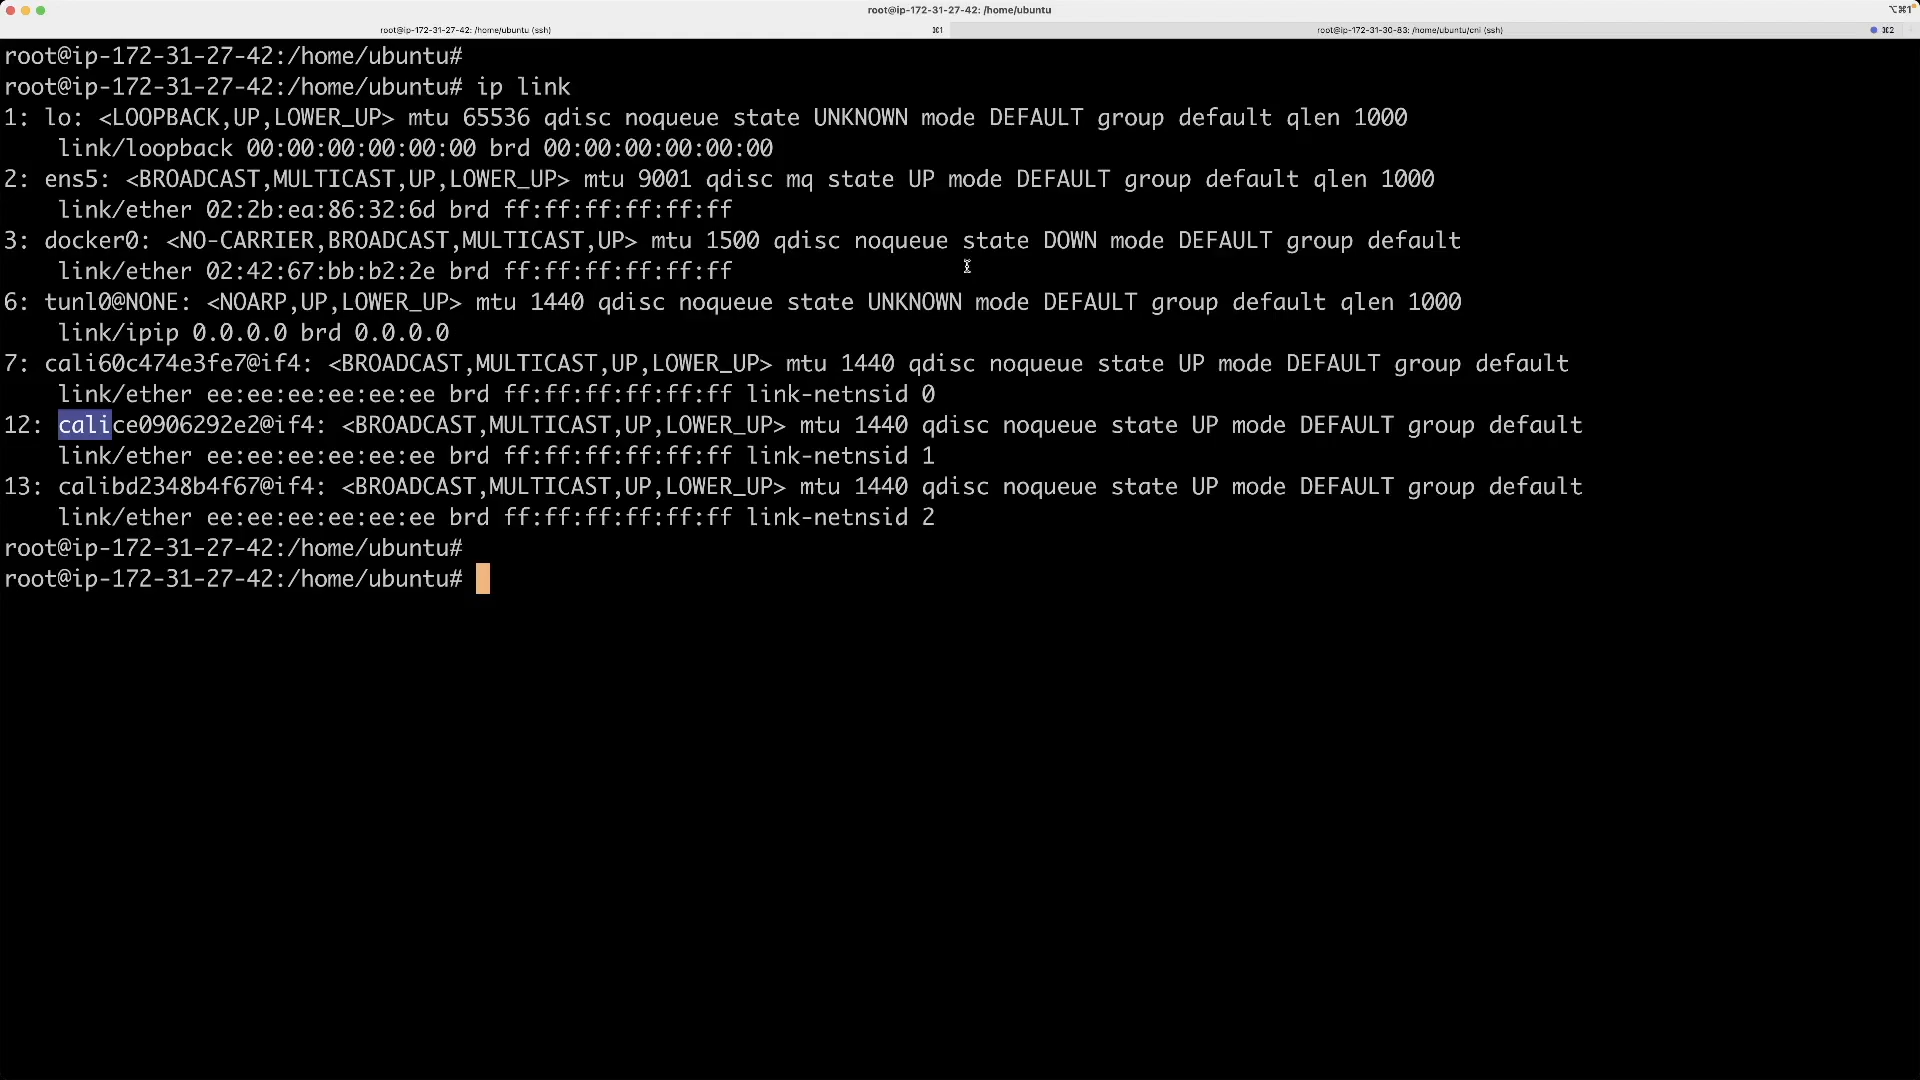 root@ip-172-31-27-42: /home/ubuntu
⌥⌘1
root@ip-172-31-27-42: /home/ubuntu (ssh)
⌘1
root@ip-172-31-30-83: /home/ubuntu/cni (ssh)
⌘2
root@ip-172-31-27-42:/home/ubuntu#
root@ip-172-31-27-42:/home/ubuntu# ip link
1: lo: <LOOPBACK,UP,LOWER_UP> mtu 65536 qdisc noqueue state UNKNOWN mode DEFAULT group default qlen 1000
    link/loopback 00:00:00:00:00:00 brd 00:00:00:00:00:00
2: ens5: <BROADCAST,MULTICAST,UP,LOWER_UP> mtu 9001 qdisc mq state UP mode DEFAULT group default qlen 1000
    link/ether 02:2b:ea:86:32:6d brd ff:ff:ff:ff:ff:ff
3: docker0: <NO-CARRIER,BROADCAST,MULTICAST,UP> mtu 1500 qdisc noqueue state DOWN mode DEFAULT group default
    link/ether 02:42:67:bb:b2:2e brd ff:ff:ff:ff:ff:ff
6: tunl0@NONE: <NOARP,UP,LOWER_UP> mtu 1440 qdisc noqueue state UNKNOWN mode DEFAULT group default qlen 1000
    link/ipip 0.0.0.0 brd 0.0.0.0
7: cali60c474e3fe7@if4: <BROADCAST,MULTICAST,UP,LOWER_UP> mtu 1440 qdisc noqueue state UP mode DEFAULT group default
    link/ether ee:ee:ee:ee:ee:ee brd ff:ff:ff:ff:ff:ff link-netnsid 0
12: calice0906292e2@if4: <BROADCAST,MULTICAST,UP,LOWER_UP> mtu 1440 qdisc noqueue state UP mode DEFAULT group default
    link/ether ee:ee:ee:ee:ee:ee brd ff:ff:ff:ff:ff:ff link-netnsid 1
13: calibd2348b4f67@if4: <BROADCAST,MULTICAST,UP,LOWER_UP> mtu 1440 qdisc noqueue state UP mode DEFAULT group default
    link/ether ee:ee:ee:ee:ee:ee brd ff:ff:ff:ff:ff:ff link-netnsid 2
root@ip-172-31-27-42:/home/ubuntu#
root@ip-172-31-27-42:/home/ubuntu#